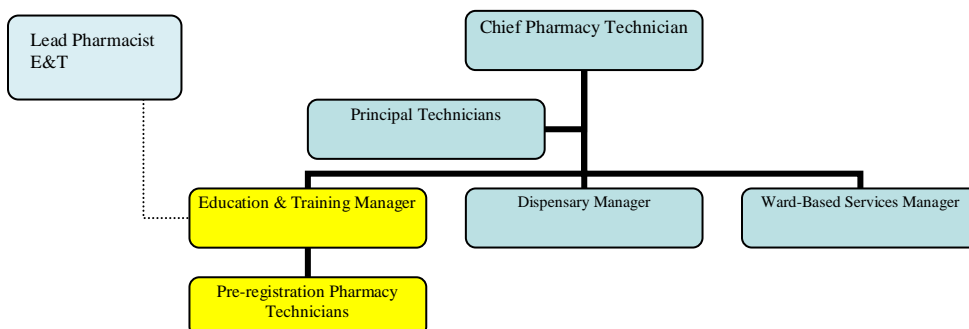 Lead Pharmacist
E&T
Chief Pharmacy Technician
Principal Technicians
Education & Training Manager
Dispensary Manager
Ward-Based Services Manager
Pre-registration Pharmacy
Technicians